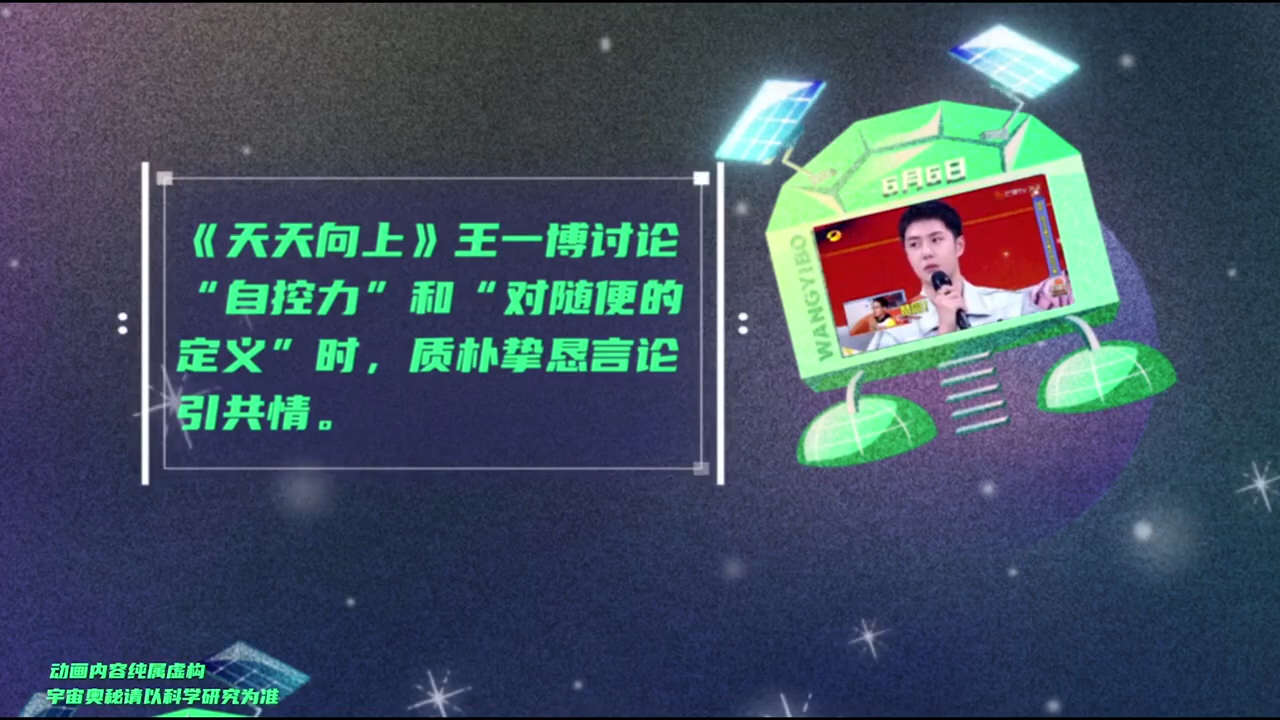 《天天向上》王一博讨论
“自控力”和“对随便的
定义”时，质朴挚恳言论
引共情。
6月6日
WANGYIBO
动画内容纯属虚构
宇宙奥秘请以科学研究为准